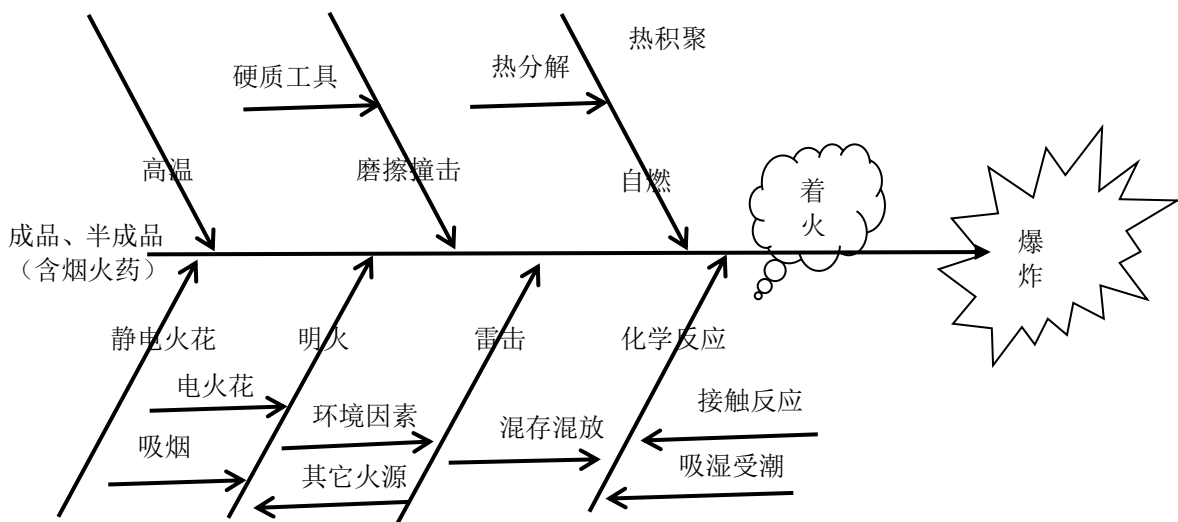 热积聚
热分解
硬质工具
高温
磨擦撞击
自燃
着
火
成品、半成品
（含烟火药）
爆
炸
静电火花
明火
雷击
化学反应
电火花
环境因素
混存混放
接触反应
吸烟
其它火源
吸湿受潮